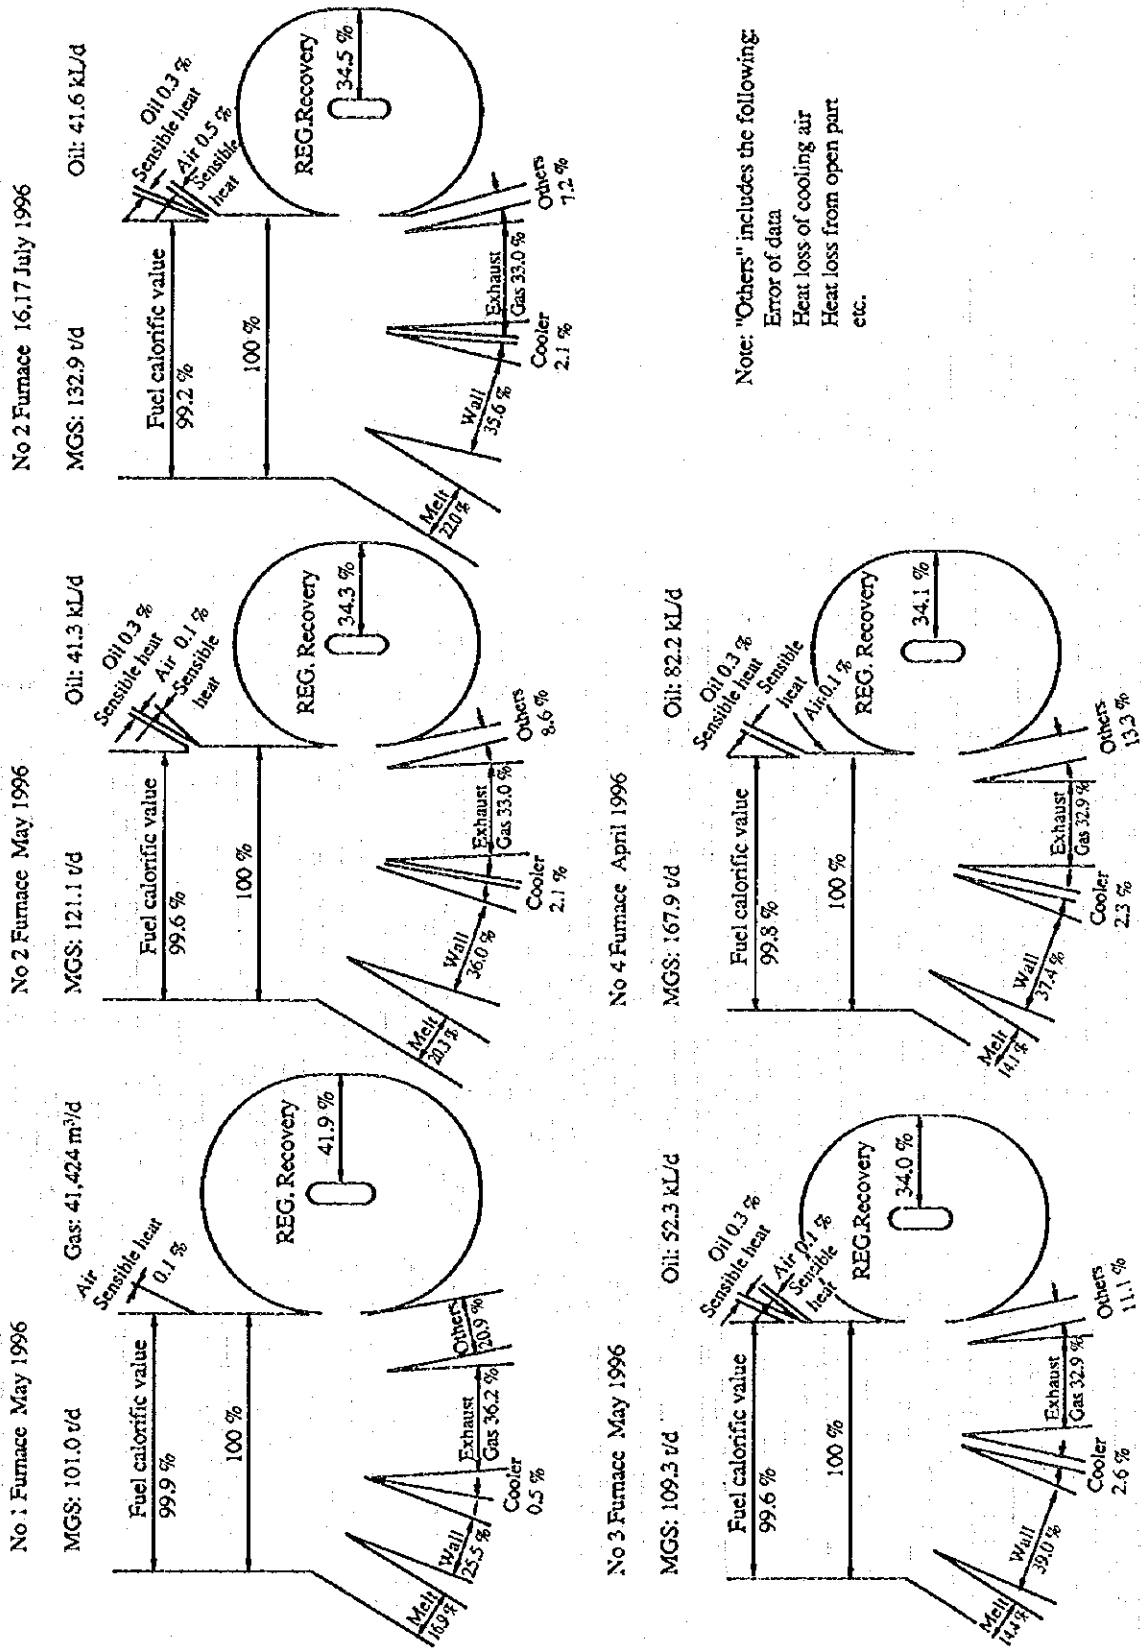 No 1 Furnace May 1996
MGS: 101.0 t/d
Gas: 41,424 m³/d
Fuel calorific value
99.9 %
Air
Sensible heat
0.1 %
100 %
REG. Recovery
41.9 %
Melt
16.9 %
Wall
25.5 %
Cooler
0.5 %
Exhaust
Gas 36.2 %
Others
20.9 %
No 2 Furnace May 1996
MGS: 121.1 t/d
Oil: 41.3 kL/d
Fuel calorific value
99.6 %
Oil 0.3 %
Sensible heat
Air 0.1 %
Sensible
heat
100 %
REG. Recovery
34.3 %
Melt
20.3 %
Wall
36.0 %
Cooler
2.1 %
Exhaust
Gas 33.0 %
Others
8.6 %
No 2 Furnace 16,17 July 1996
MGS: 132.9 t/d
Oil: 41.6 kL/d
Fuel calorific value
99.2 %
Oil 0.3 %
Sensible heat
Air 0.5 %
Sensible
heat
100 %
REG.Recovery
34.5 %
Melt
22.0 %
Wall
35.6 %
Cooler
2.1 %
Exhaust
Gas 33.0 %
Others
7.2 %
No 3 Furnace May 1996
MGS: 109.3 t/d
Oil: 52.3 kL/d
Fuel calorific value
99.6 %
Oil 0.3 %
Sensible heat
Air 0.1 %
Sensible
heat
100 %
REG.Recovery
34.0 %
Melt
14.4 %
Wall
39.0 %
Cooler
2.6 %
Exhaust
Gas 32.9 %
Others
11.1 %
No 4 Furnace April 1996
MGS: 167.9 t/d
Oil: 82.2 kL/d
Fuel calorific value
99.8 %
Oil 0.3 %
Sensible heat
Sensible
heat
Air 0.1 %
100 %
REG. Recovery
34.1 %
Melt
14.1 %
Wall
37.4 %
Cooler
2.3 %
Exhaust
Gas 32.9 %
Others
13.3 %
Note: "Others" includes the following:
Error of data
Heat loss of cooling air
Heat loss from open part
etc.